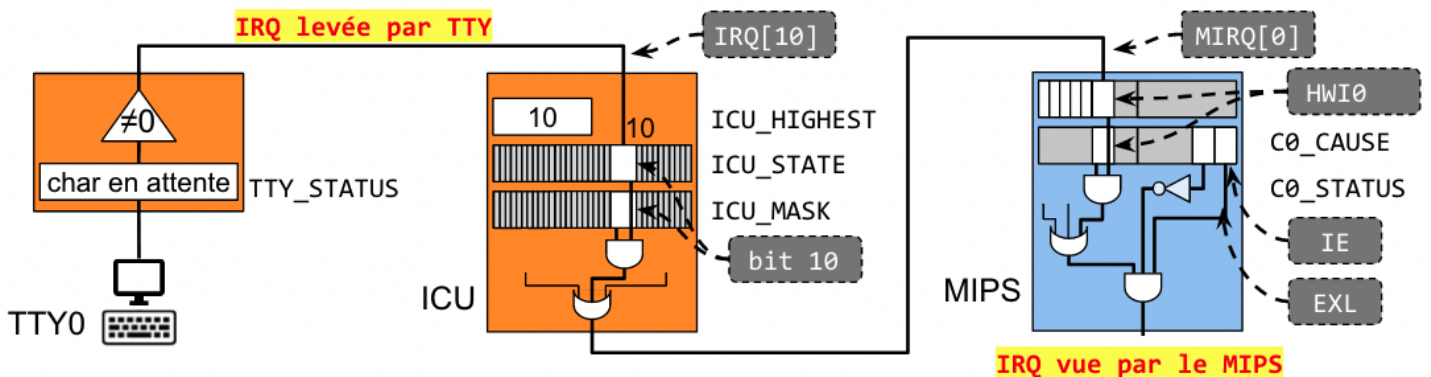 IRQ levée par TTY
IRQ[10]
MIRQ[0]
≠0
char en attente
TTY_STATUS
TTY0
10
10
ICU_HIGHEST
ICU_STATE
ICU_MASK
bit 10
ICU
HWI0
C0_CAUSE
C0_STATUS
IE
EXL
MIPS
IRQ vue par le MIPS